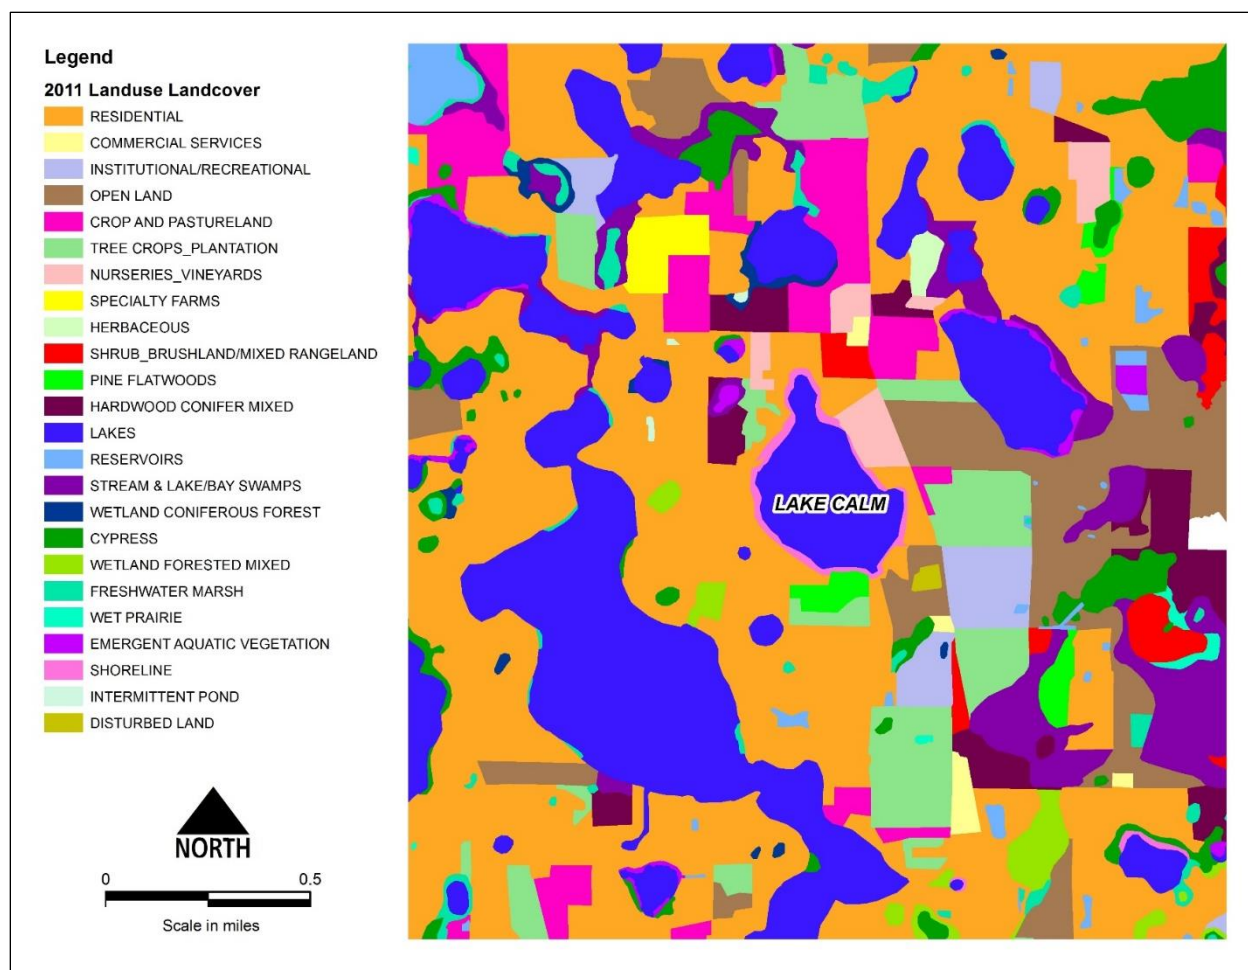 Legend
2011 Landuse Landcover
RESIDENTIAL
COMMERCIAL SERVICES
INSTITUTIONAL/RECREATIONAL
OPEN LAND
CROP AND PASTURELAND
TREE CROPS_PLANTATION
NURSERIES_VINEYARDS
SPECIALTY FARMS
HERBACEOUS
SHRUB_BRUSHLAND/MIXED RANGELAND
PINE FLATWOODS
HARDWOOD CONIFER MIXED
LAKES
RESERVOIRS
STREAM & LAKE/BAY SWAMPS
WETLAND CONIFEROUS FOREST
CYPRESS
WETLAND FORESTED MIXED
FRESHWATER MARSH
WET PRAIRIE
EMERGENT AQUATIC VEGETATION
SHORELINE
INTERMITTENT POND
DISTURBED LAND
NORTH
0 0.5
Scale in miles
LAKE CALM